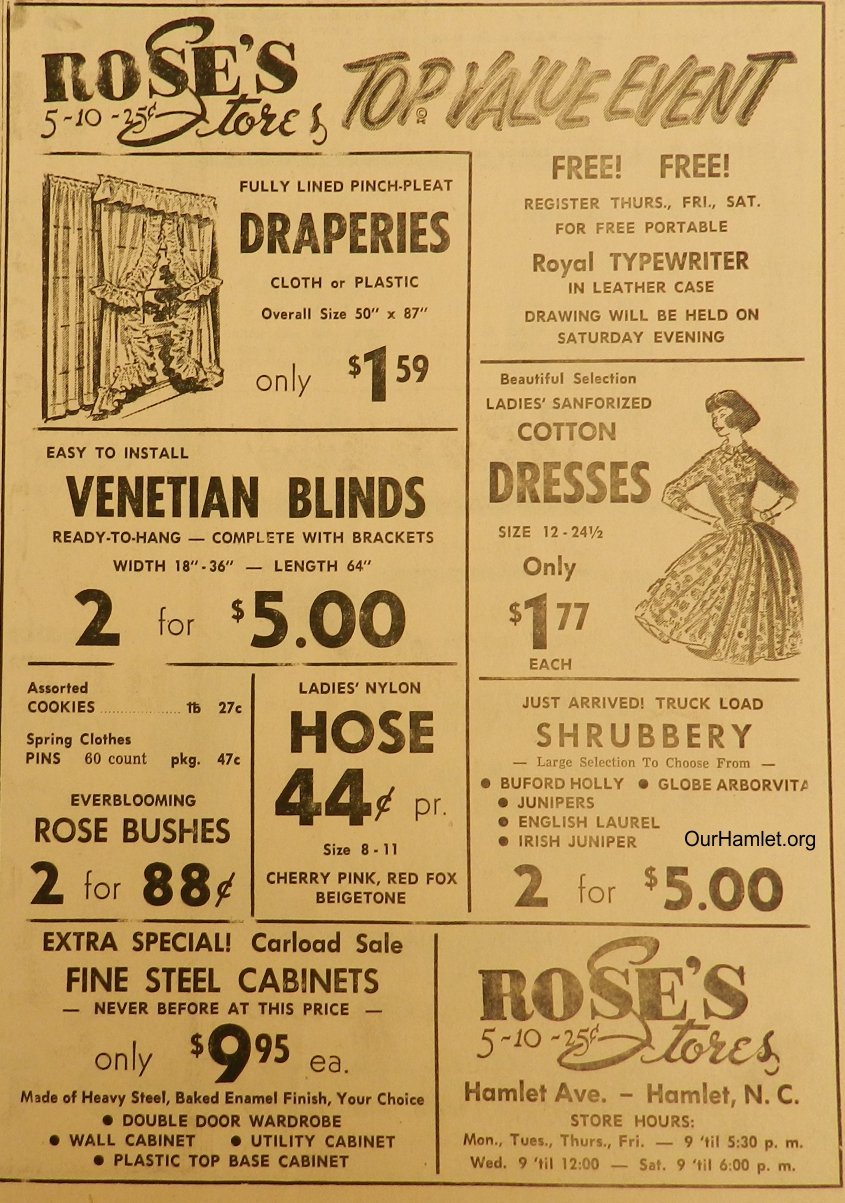 ROSE'S
5-10-25¢ Stores
TOP VALUE EVENT
FULLY LINED PINCH-PLEAT
DRAPERIES
CLOTH or PLASTIC
Overall Size 50" x 87"
only $1 59
FREE! FREE!
REGISTER THURS., FRI., SAT.
FOR FREE PORTABLE
Royal TYPEWRITER
IN LEATHER CASE
DRAWING WILL BE HELD ON
SATURDAY EVENING
EASY TO INSTALL
VENETIAN BLINDS
READY-TO-HANG — COMPLETE WITH BRACKETS
WIDTH 18"-36" — LENGTH 64"
2 for $5.00
Beautiful Selection
LADIES' SANFORIZED
COTTON
DRESSES
SIZE 12-24½
Only
$1 77
EACH
Assorted
COOKIES .................... lb 27c
Spring Clothes
PINS 60 count pkg. 47c
EVERBLOOMING
ROSE BUSHES
2 for 88¢
LADIES' NYLON
HOSE
44¢ pr.
Size 8-11
CHERRY PINK, RED FOX
BEIGETONE
JUST ARRIVED! TRUCK LOAD
SHRUBBERY
— Large Selection To Choose From —
• BUFORD HOLLY • GLOBE ARBORVITA
• JUNIPERS
• ENGLISH LAUREL
• IRISH JUNIPER
OurHamlet.org
2 for $5.00
EXTRA SPECIAL! Carload Sale
FINE STEEL CABINETS
— NEVER BEFORE AT THIS PRICE —
only $9 95 ea.
Made of Heavy Steel, Baked Enamel Finish, Your Choice
• DOUBLE DOOR WARDROBE
• WALL CABINET • UTILITY CABINET
• PLASTIC TOP BASE CABINET
ROSE'S
5-10-25¢ Stores
Hamlet Ave. — Hamlet, N. C.
STORE HOURS:
Mon., Tues., Thurs., Fri. — 9 'til 5:30 p. m.
Wed. 9 'til 12:00 — Sat. 9 'til 6:00 p. m.